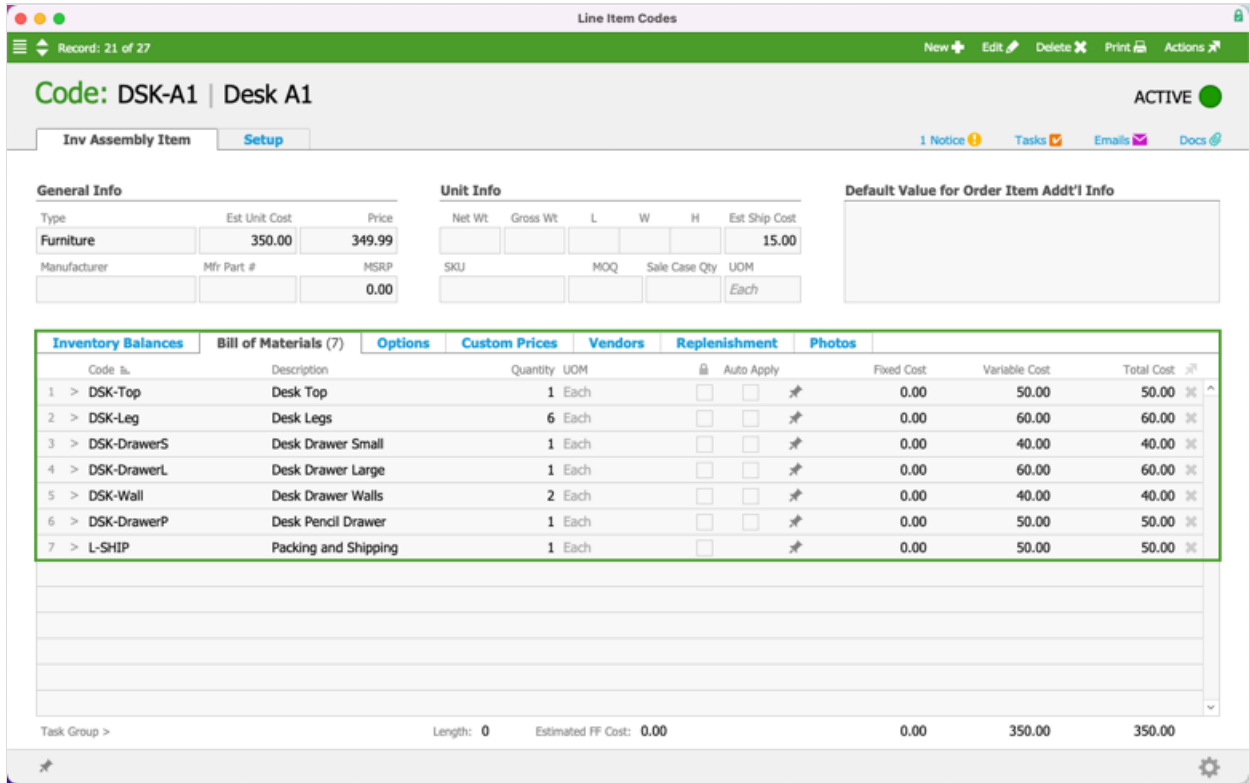 Line Item Codes
Record: 21 of 27 New Edit Delete Print Actions
Code: DSK-A1 | Desk A1 ACTIVE
Inv Assembly Item Setup 1 Notice Tasks Emails Docs
General Info Unit Info Default Value for Order Item Addt'l Info
Type Est Unit Cost Price Net Wt Gross Wt L W H Est Ship Cost
Furniture 350.00 349.99 15.00
Manufacturer Mfr Part # MSRP SKU MOQ Sale Case Qty UOM
0.00 Each
Inventory Balances Bill of Materials (7) Options Custom Prices Vendors Replenishment Photos
Code Description Quantity UOM Auto Apply Fixed Cost Variable Cost Total Cost
1 > DSK-Top Desk Top 1 Each 0.00 50.00 50.00
2 > DSK-Leg Desk Legs 6 Each 0.00 60.00 60.00
3 > DSK-DrawerS Desk Drawer Small 1 Each 0.00 40.00 40.00
4 > DSK-DrawerL Desk Drawer Large 1 Each 0.00 60.00 60.00
5 > DSK-Wall Desk Drawer Walls 2 Each 0.00 40.00 40.00
6 > DSK-DrawerP Desk Pencil Drawer 1 Each 0.00 50.00 50.00
7 > L-SHIP Packing and Shipping 1 Each 0.00 50.00 50.00
Task Group > Length: 0 Estimated FF Cost: 0.00 0.00 350.00 350.00